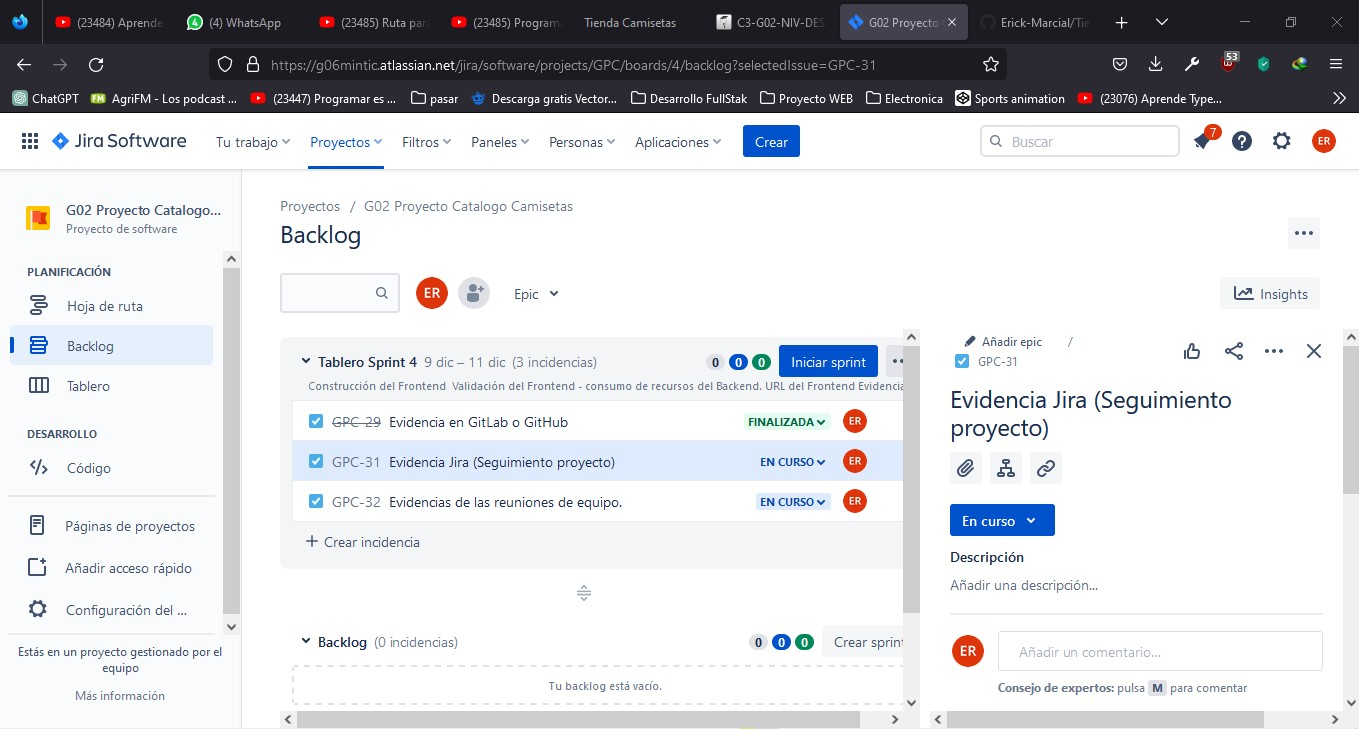 (23484) Aprende
(4) WhatsApp
(23485) Ruta par
(23485) Program
Tienda Camisetas
C3-G02-NIV-DES
G02 Proyecto
Erick-Marcial/Tie
https://g06mintic.atlassian.net/jira/software/projects/GPC/boards/4/backlog?selectedIssue=GPC-31
53
ChatGPT
AgriFM - Los podcast ...
(23447) Programar es ...
pasar
Descarga gratis Vector...
Desarrollo FullStak
Proyecto WEB
Electronica
Sports animation
(23076) Aprende Type...
Jira Software
Tu trabajo
Proyectos
Filtros
Paneles
Personas
Aplicaciones
Crear
Buscar
7
ER
G02 Proyecto Catalogo...
Proyecto de software
PLANIFICACIÓN
Hoja de ruta
Backlog
Tablero
DESARROLLO
Código
Páginas de proyectos
Añadir acceso rápido
Configuración del ...
Estás en un proyecto gestionado por el
equipo
Más información
Proyectos / G02 Proyecto Catalogo Camisetas
Backlog
ER
Epic
Insights
Tablero Sprint 4 9 dic – 11 dic (3 incidencias)
0 0 0
Iniciar sprint
Construcción del Frontend Validación del Frontend - consumo de recursos del Backend. URL del Frontend Evidencia
GPC-29 Evidencia en GitLab o GitHub FINALIZADA ER
GPC-31 Evidencia Jira (Seguimiento proyecto) EN CURSO ER
GPC-32 Evidencias de las reuniones de equipo. EN CURSO ER
+ Crear incidencia
Backlog (0 incidencias)
0 0 0
Crear sprint
Tu backlog está vacío.
Añadir epic /
GPC-31
Evidencia Jira (Seguimiento
proyecto)
En curso
Descripción
Añadir una descripción...
ER
Añadir un comentario...
Consejo de expertos: pulsa M para comentar